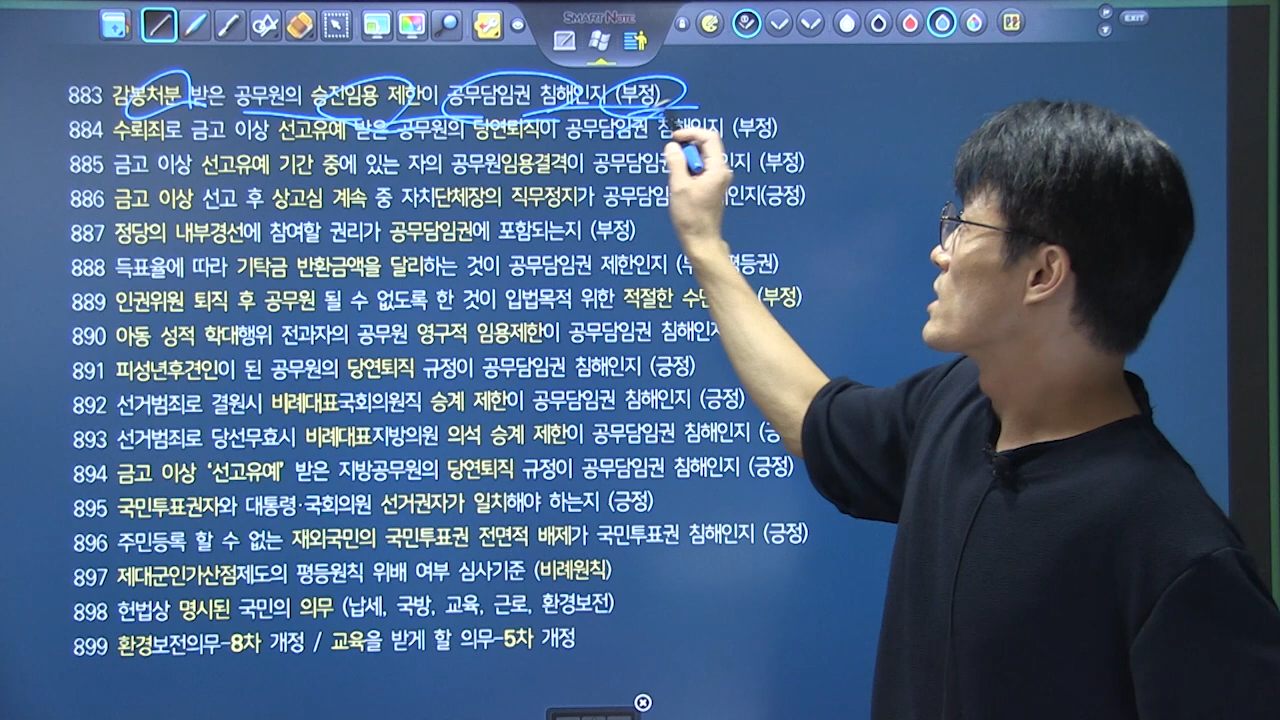 SMART NOTE
EXIT
883 감봉처분 받은 공무원의 승진임용 제한이 공무담임권 침해인지 (부정)
884 수뢰죄로 금고 이상 선고유예 받은 공무원의 당연퇴직이 공무담임권 침해인지 (부정)
885 금고 이상 선고유예 기간 중에 있는 자의 공무원임용결격이 공무담임권 인지 (부정)
886 금고 이상 선고 후 상고심 계속 중 자치단체장의 직무정지가 공무담임 인지(긍정)
887 정당의 내부경선에 참여할 권리가 공무담임권에 포함되는지 (부정)
888 득표율에 따라 기탁금 반환금액을 달리하는 것이 공무담임권 제한인지 평등권)
889 인권위원 퇴직 후 공무원 될 수 없도록 한 것이 입법목적 위한 적절한 (부정)
890 아동 성적 학대행위 전과자의 공무원 영구적 임용제한이 공무담임권 침해인지
891 피성년후견인이 된 공무원의 당연퇴직 규정이 공무담임권 침해인지 (긍정)
892 선거범죄로 결원시 비례대표국회의원직 승계 제한이 공무담임권 침해인지 (긍정)
893 선거범죄로 당선무효시 비례대표지방의원 의석 승계 제한이 공무담임권 침해인지
894 금고 이상 ‘선고유예’ 받은 지방공무원의 당연퇴직 규정이 공무담임권 침해인지 (긍정)
895 국민투표권자와 대통령·국회의원 선거권자가 일치해야 하는지 (긍정)
896 주민등록 할 수 없는 재외국민의 국민투표권 전면적 배제가 국민투표권 침해인지 (긍정)
897 제대군인가산점제도의 평등원칙 위배 여부 심사기준 (비례원칙)
898 헌법상 명시된 국민의 의무 (납세, 국방, 교육, 근로, 환경보전)
899 환경보전의무-8차 개정 / 교육을 받게 할 의무-5차 개정